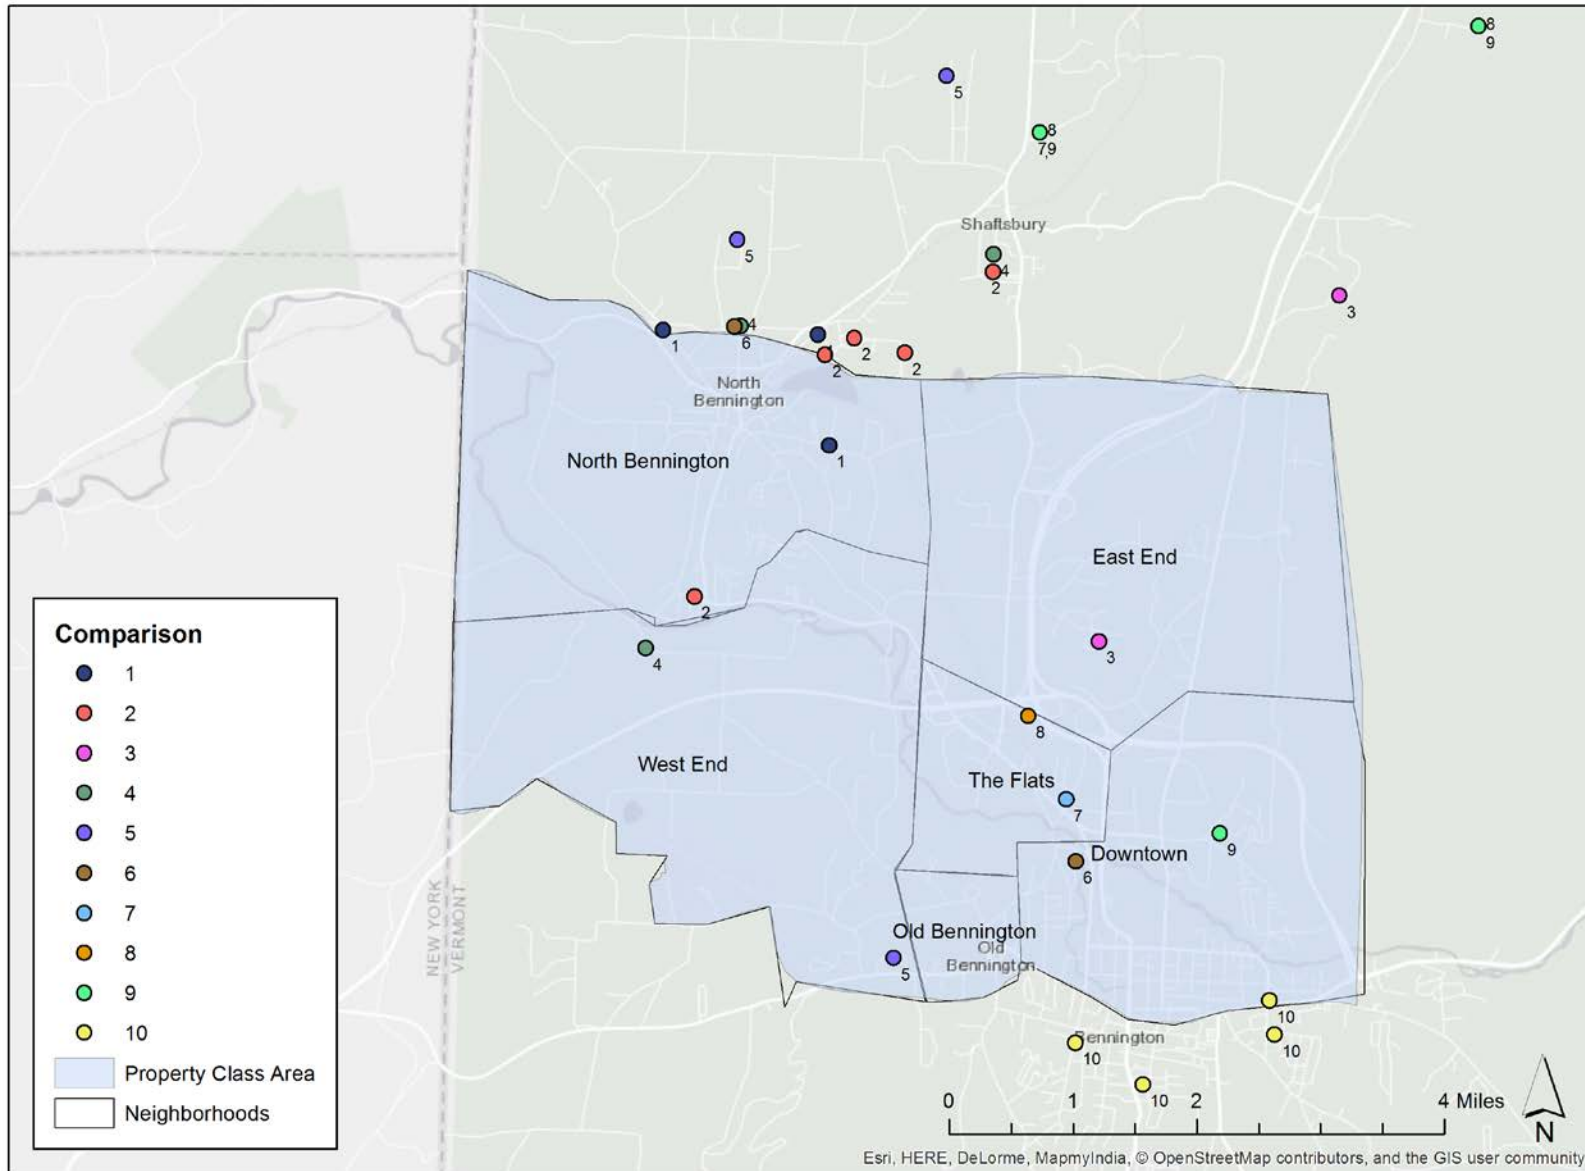 8
9
5
8
7,9
Shaftsbury
5
4
2
3
4
6
1
1
2
2
2
North
Bennington
North Bennington
1
East End
2
4
3
8
West End
The Flats
7
Downtown
9
6
Old Bennington
Old
Bennington
5
10
10
Bennington
10
10
NEW YORK
VERMONT
Comparison
1
2
3
4
5
6
7
8
9
10
Property Class Area
Neighborhoods
0 1 2 4 Miles
N
Esri, HERE, DeLorme, MapmyIndia, © OpenStreetMap contributors, and the GIS user community